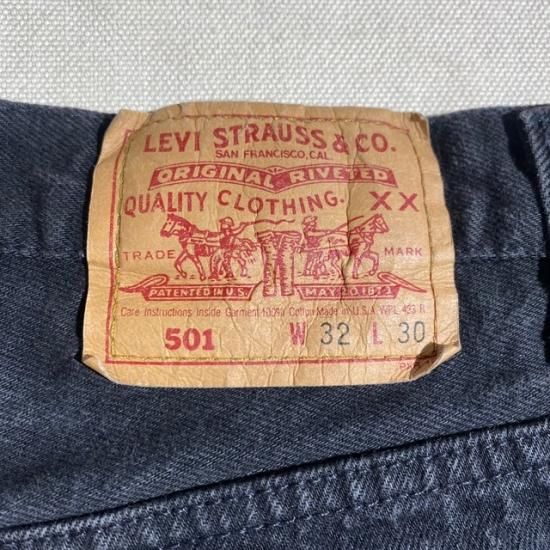 LEVI STRAUSS & CO.
SAN FRANCISCO, CAL.
ORIGINAL RIVETED
QUALITY CLOTHING. XX
TRADE MARK
PATENTED IN U.S. MAY 20 1873
Care Instructions Inside Garment 100% Cotton Made in U.S.A. WPL 423 R
501 W 32 L 30